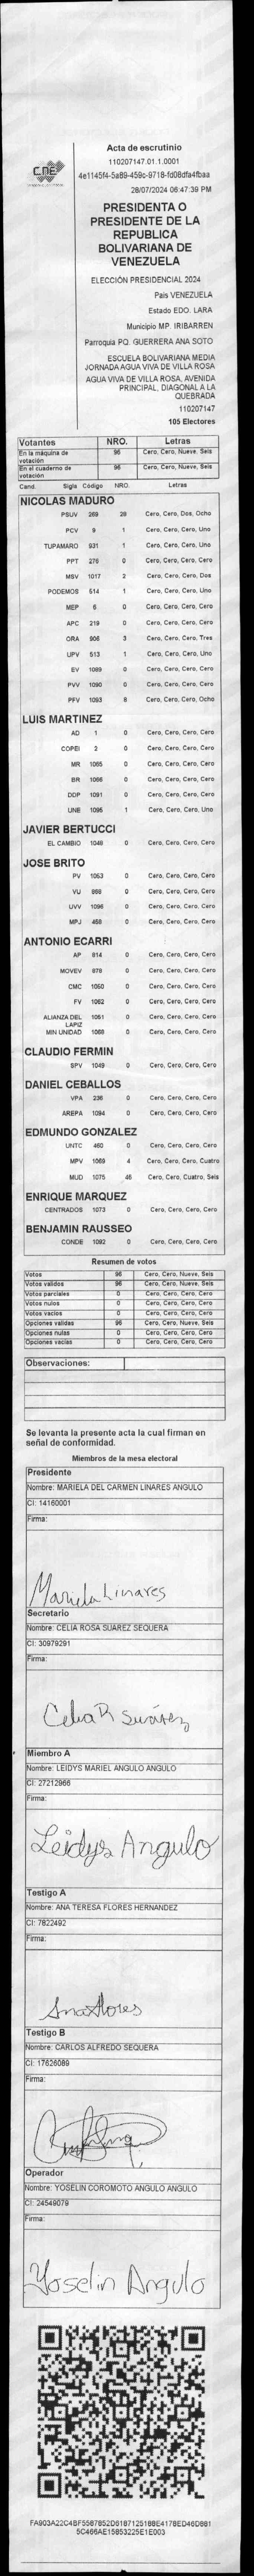 CNE
Acta de escrutinio
110207147.01.1.0001
4e1145f4-5a89-459c-9718-fd08dfa4fbaa
28/07/2024 06:47:39 PM
PRESIDENTA O
PRESIDENTE DE LA
REPUBLICA
BOLIVARIANA DE
VENEZUELA
ELECCIÓN PRESIDENCIAL 2024
País VENEZUELA
Estado EDO. LARA
Municipio MP. IRIBARREN
Parroquia PQ. GUERRERA ANA SOTO
ESCUELA BOLIVARIANA MEDIA
JORNADA AGUA VIVA DE VILLA ROSA
AGUA VIVA DE VILLA ROSA, AVENIDA
PRINCIPAL, DIAGONAL A LA
QUEBRADA
110207147
105 Electores
Votantes NRO. Letras
En la máquina de votación 96 Cero, Cero, Nueve, Seis
En el cuaderno de votación 96 Cero, Cero, Nueve, Seis
Cand. Sigla Código NRO. Letras
NICOLAS MADURO
PSUV 269 28 Cero, Cero, Dos, Ocho
PCV 9 1 Cero, Cero, Cero, Uno
TUPAMARO 931 1 Cero, Cero, Cero, Uno
PPT 276 0 Cero, Cero, Cero, Cero
MSV 1017 2 Cero, Cero, Cero, Dos
PODEMOS 514 1 Cero, Cero, Cero, Uno
MEP 6 0 Cero, Cero, Cero, Cero
APC 219 0 Cero, Cero, Cero, Cero
ORA 906 3 Cero, Cero, Cero, Tres
UPV 513 1 Cero, Cero, Cero, Uno
EV 1089 0 Cero, Cero, Cero, Cero
PVV 1090 0 Cero, Cero, Cero, Cero
PFV 1093 8 Cero, Cero, Cero, Ocho
LUIS MARTINEZ
AD 1 0 Cero, Cero, Cero, Cero
COPEI 2 0 Cero, Cero, Cero, Cero
MR 1065 0 Cero, Cero, Cero, Cero
BR 1066 0 Cero, Cero, Cero, Cero
DDP 1091 0 Cero, Cero, Cero, Cero
UNE 1095 1 Cero, Cero, Cero, Uno
JAVIER BERTUCCI
EL CAMBIO 1048 0 Cero, Cero, Cero, Cero
JOSE BRITO
PV 1053 0 Cero, Cero, Cero, Cero
VU 868 0 Cero, Cero, Cero, Cero
UVV 1096 0 Cero, Cero, Cero, Cero
MPJ 458 0 Cero, Cero, Cero, Cero
ANTONIO ECARRI
AP 814 0 Cero, Cero, Cero, Cero
MOVEV 879 0 Cero, Cero, Cero, Cero
CMC 1050 0 Cero, Cero, Cero, Cero
FV 1062 0 Cero, Cero, Cero, Cero
ALIANZA DEL LAPIZ 1051 0 Cero, Cero, Cero, Cero
MIN UNIDAD 1068 0 Cero, Cero, Cero, Cero
CLAUDIO FERMIN
SPV 1049 0 Cero, Cero, Cero, Cero
DANIEL CEBALLOS
VPA 238 0 Cero, Cero, Cero, Cero
AREPA 1094 0 Cero, Cero, Cero, Cero
EDMUNDO GONZALEZ
UNTC 460 0 Cero, Cero, Cero, Cero
MPV 1069 4 Cero, Cero, Cero, Cuatro
MUD 1075 46 Cero, Cero, Cuatro, Seis
ENRIQUE MARQUEZ
CENTRADOS 1073 0 Cero, Cero, Cero, Cero
BENJAMIN RAUSSEO
CONDE 1092 0 Cero, Cero, Cero, Cero
Resumen de votos
Votos 96 Cero, Cero, Nueve, Seis
Votos validos 96 Cero, Cero, Nueve, Seis
Votos parciales 0 Cero, Cero, Cero, Cero
Votos nulos 0 Cero, Cero, Cero, Cero
Votos vacios 0 Cero, Cero, Cero, Cero
Opciones validas 96 Cero, Cero, Nueve, Seis
Opciones nulas 0 Cero, Cero, Cero, Cero
Opciones vacias 0 Cero, Cero, Cero, Cero
Observaciones:
Se levanta la presente acta la cual firman en
señal de conformidad.
Miembros de la mesa electoral
Presidente
Nombre: MARIELA DEL CARMEN LINARES ANGULO
CI: 14160001
Firma:
Mariela Linares
Secretario
Nombre: CELIA ROSA SUAREZ SEQUERA
CI: 30979291
Firma:
Celia R Suárez
Miembro A
Nombre: LEIDYS MARIEL ANGULO ANGULO
CI: 27212966
Firma:
Leidys Angulo
Testigo A
Nombre: ANA TERESA FLORES HERNANDEZ
CI: 7822492
Firma:
Ana Flores
Testigo B
Nombre: CARLOS ALFREDO SEQUERA
CI: 17626089
Firma:
Operador
Nombre: YOSELIN COROMOTO ANGULO ANGULO
CI: 24549079
Firma:
Yoselin Angulo
FA903A22C4BF5587852D6187125188E4178ED46D881
5C466AE15853225E1E003